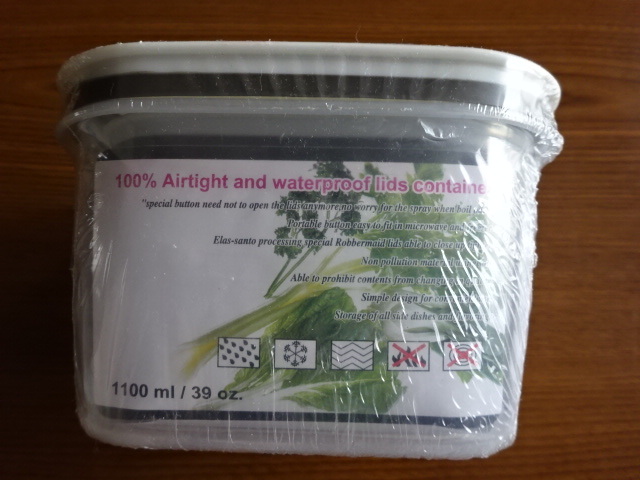 100% Airtight and waterproof lids containe
"special button need not to open the lids anymore,no worry for the spray when boil
Portable button easy to fit in microwave and
Elas-santo processing special Robbermaid lids able to close
Non pollution material
Able to prohibit contents from
Simple design for
Storage of all side dishes and
1100 ml / 39 oz.